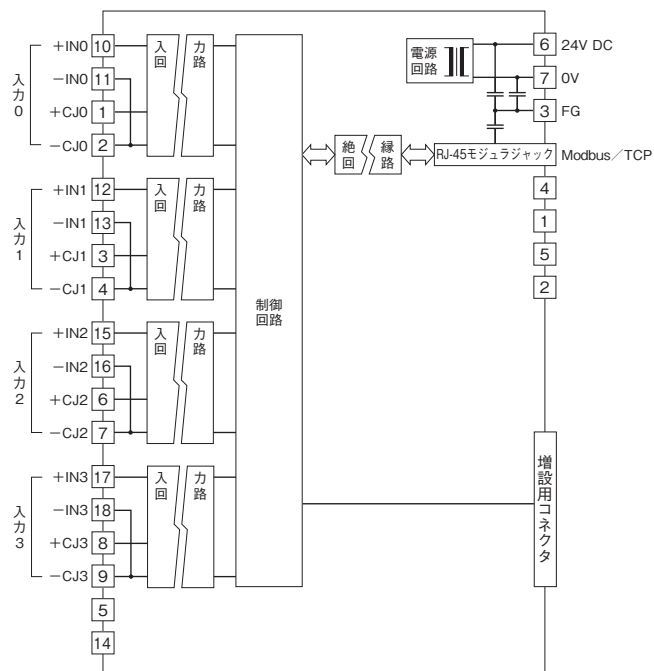 入力0
+IN0 10
−IN0 11
+CJ0 1
−CJ0 2
入力回路
入力1
+IN1 12
−IN1 13
+CJ1 3
−CJ1 4
入力回路
入力2
+IN2 15
−IN2 16
+CJ2 6
−CJ2 7
入力回路
入力3
+IN3 17
−IN3 18
+CJ3 8
−CJ3 9
入力回路
5
14
制御
回路
絶縁回路
電源
回路
6 24V DC
7 0V
3 FG
RJ-45モジュラジャック Modbus/TCP
4
1
5
2
増設用コネクタ